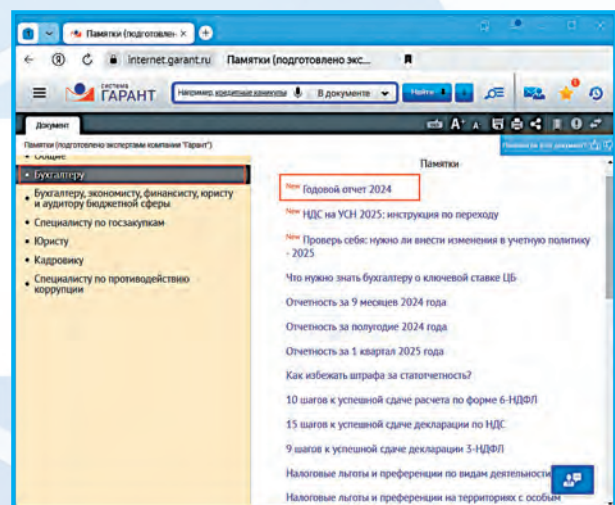 Памятки (подготовлен
internet.garant.ru Памятки (подготовлено экс...
СИСТЕМА
ГАРАНТ
Например, кредитные каникулы
В документе
Найти
Документ
Памятки (подготовлено экспертами компании "Гарант")
Общие
Бухгалтеру
Бухгалтеру, экономисту, финансисту, юристу
и аудитору бюджетной сферы
Специалисту по госзакупкам
Юристу
Кадровику
Специалисту по противодействию
коррупции
Памятки
New Годовой отчет 2024
New НДС на УСН 2025: инструкция по переходу
New Проверь себя: нужно ли внести изменения в учетную политику
- 2025
Что нужно знать бухгалтеру о ключевой ставке ЦБ
Отчетность за 9 месяцев 2024 года
Отчетность за полугодие 2024 года
Отчетность за 1 квартал 2025 года
Как избежать штрафа за статотчетность?
10 шагов к успешной сдаче расчета по форме 6-НДФЛ
15 шагов к успешной сдаче декларации по НДС
9 шагов к успешной сдаче декларации 3-НДФЛ
Налоговые льготы и преференции по видам деятельности
Налоговые льготы и преференции на территориях с особым